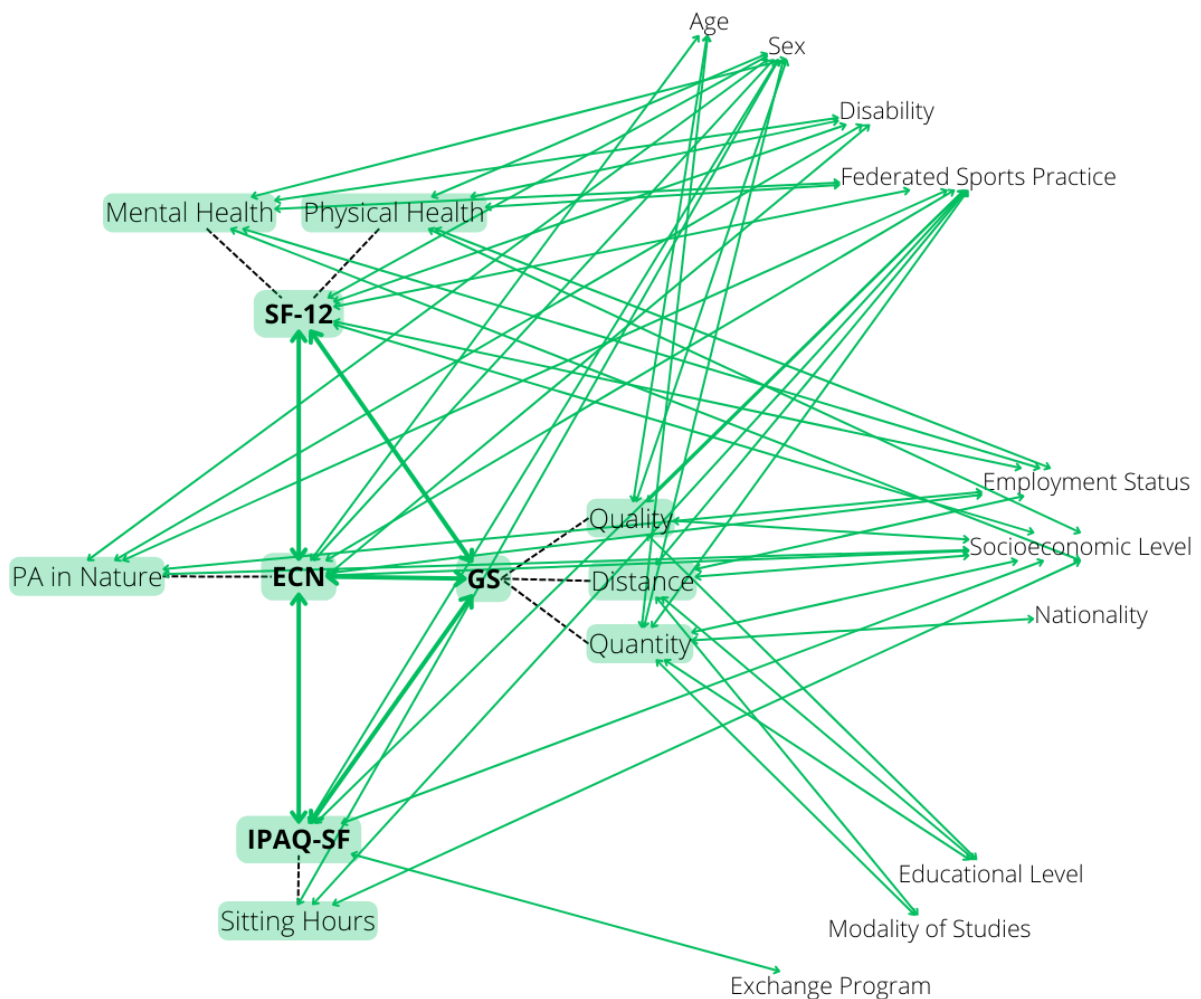 Age
Sex
Disability
Federated Sports Practice
Mental Health
Physical Health
SF-12
Employment Status
Quality
Socioeconomic Level
PA in Nature
ECN
GS
Distance
Nationality
Quantity
IPAQ-SF
Educational Level
Sitting Hours
Modality of Studies
Exchange Program